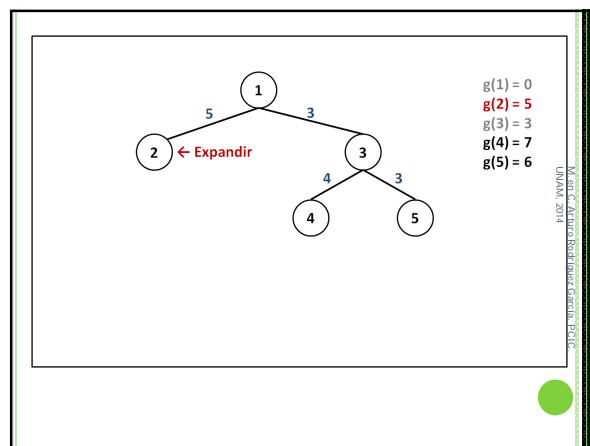 1
5
3
2
← Expandir
3
4
3
4
5
g(1) = 0
g(2) = 5
g(3) = 3
g(4) = 7
g(5) = 6
M. en C. Arturo Rodríguez García, PCIC,
UNAM, 2014